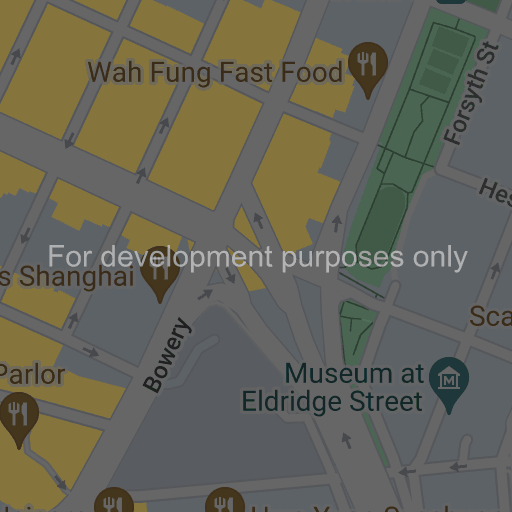 Wah Fung Fast Food
Forsyth St
Hes
For development purposes only
s Shanghai
Sca
Bowery
Parlor
Museum at
Eldridge Street